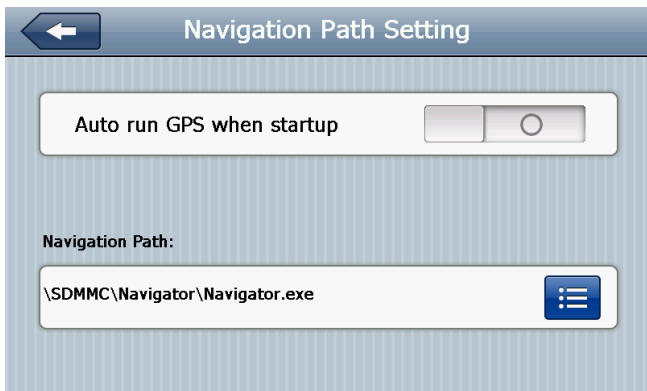 Navigation Path Setting
Auto run GPS when startup
Navigation Path:
\SDMMC\Navigator\Navigator.exe